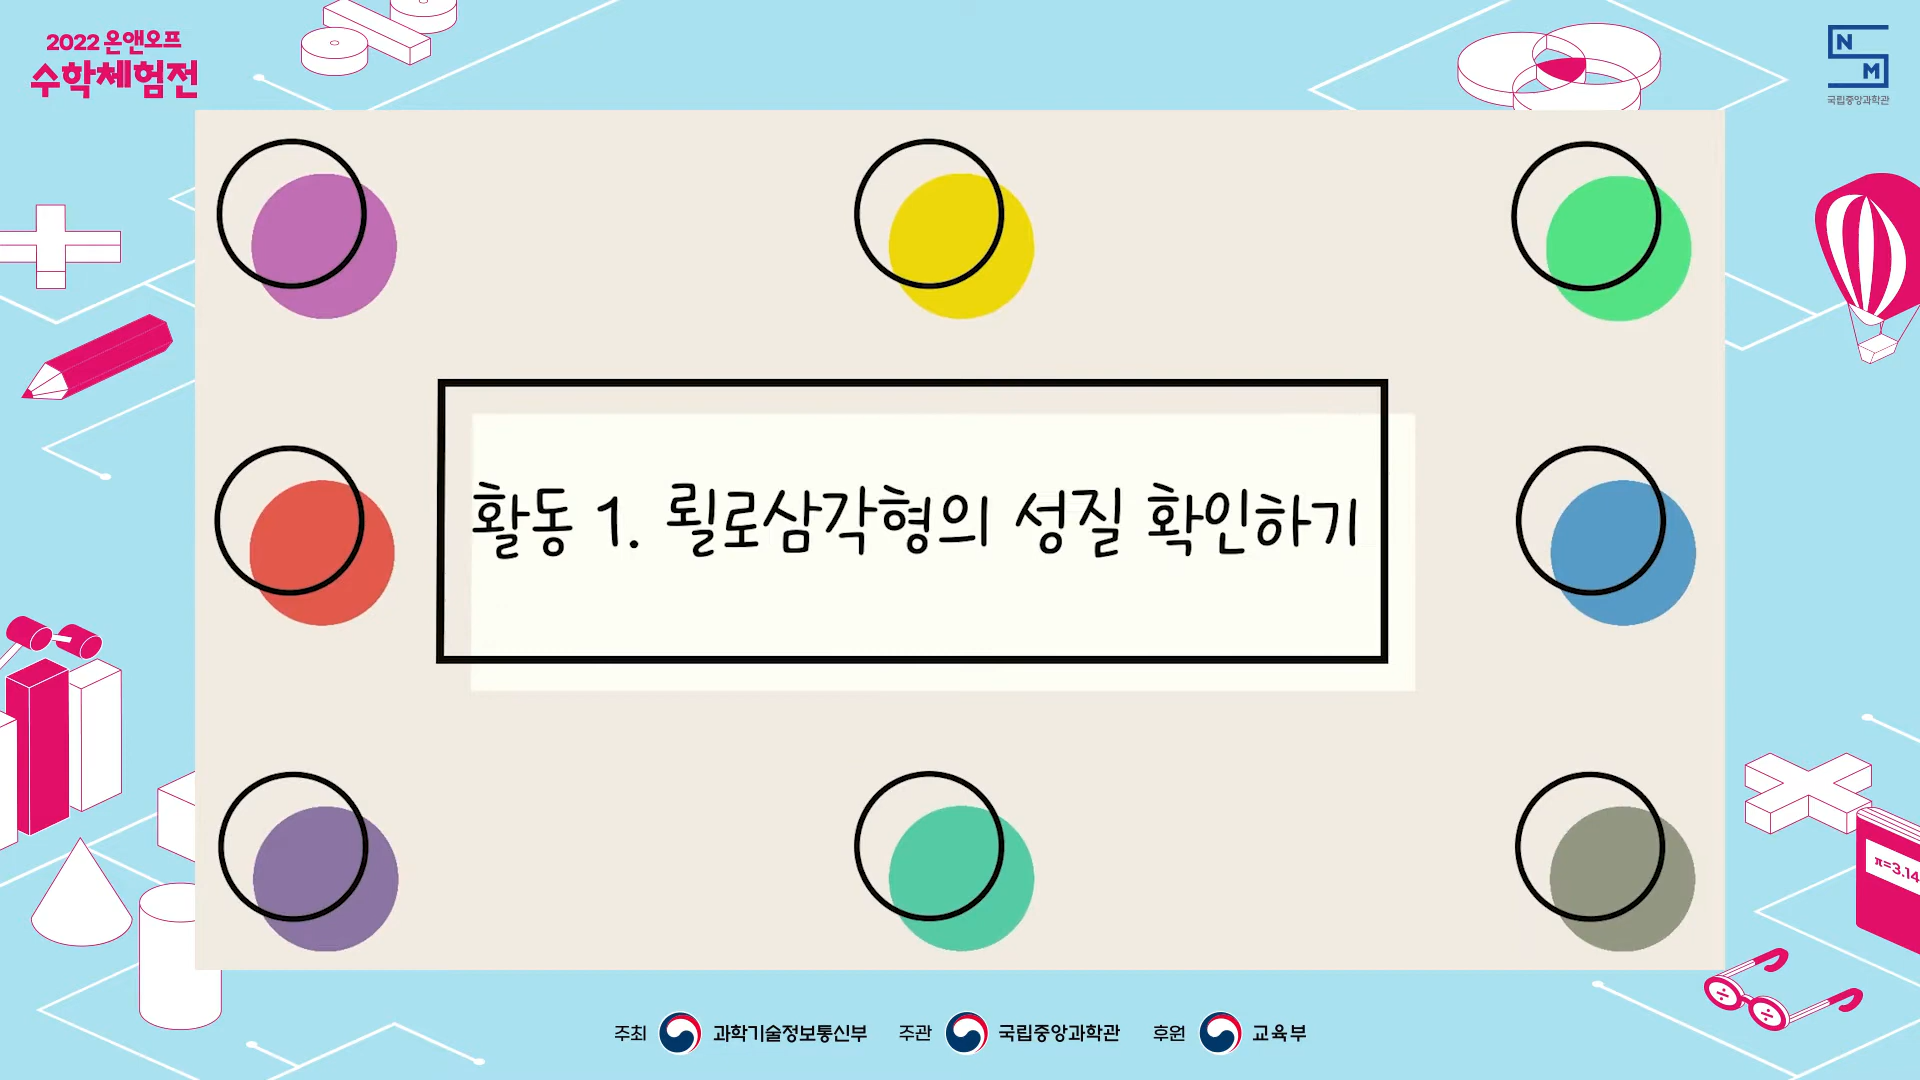 2022 온앤오프
수학체험전
N
M
국립중앙과학관
활동 1. 뢸로삼각형의 성질 확인하기
π=3.14
주최 과학기술정보통신부 주관 국립중앙과학관 후원 교육부